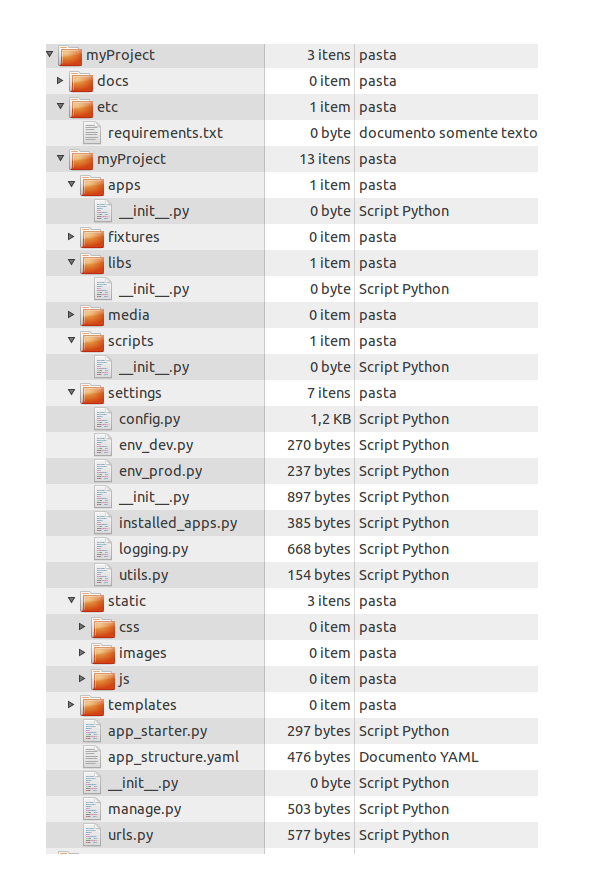 myProject 3 itens pasta
docs 0 item pasta
etc 1 item pasta
requirements.txt 0 byte documento somente texto
myProject 13 itens pasta
apps 1 item pasta
__init__.py 0 byte Script Python
fixtures 0 item pasta
libs 1 item pasta
__init__.py 0 byte Script Python
media 0 item pasta
scripts 1 item pasta
__init__.py 0 byte Script Python
settings 7 itens pasta
config.py 1,2 KB Script Python
env_dev.py 270 bytes Script Python
env_prod.py 237 bytes Script Python
__init__.py 897 bytes Script Python
installed_apps.py 385 bytes Script Python
logging.py 668 bytes Script Python
utils.py 154 bytes Script Python
static 3 itens pasta
css 0 item pasta
images 0 item pasta
js 0 item pasta
templates 0 item pasta
app_starter.py 297 bytes Script Python
app_structure.yaml 476 bytes Documento YAML
__init__.py 0 byte Script Python
manage.py 503 bytes Script Python
urls.py 577 bytes Script Python